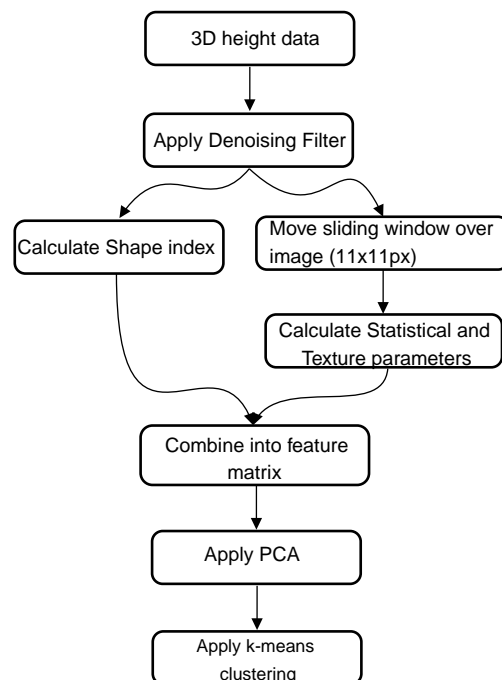 3D height data
Apply Denoising Filter
Calculate Shape index
Move sliding window over
image (11x11px)
Calculate Statistical and
Texture parameters
Combine into feature
matrix
Apply PCA
Apply k-means
clustering